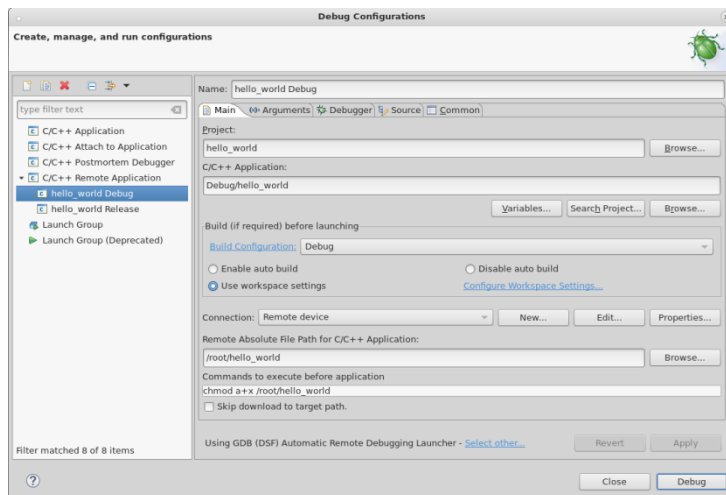 Debug Configurations
Create, manage, and run configurations
type filter text
C/C++ Application
C/C++ Attach to Application
C/C++ Postmortem Debugger
C/C++ Remote Application
hello_world Debug
hello_world Release
Launch Group
Launch Group (Deprecated)
Filter matched 8 of 8 items
Name: hello_world Debug
Main Arguments Debugger Source Common
Project:
hello_world Browse...
C/C++ Application:
Debug/hello_world
Variables... Search Project... Browse...
Build (if required) before launching
Build Configuration: Debug
Enable auto build Disable auto build
Use workspace settings Configure Workspace Settings...
Connection: Remote device New... Edit... Properties...
Remote Absolute File Path for C/C++ Application:
/root/hello_world Browse...
Commands to execute before application
chmod a+x /root/hello_world
Skip download to target path.
Using GDB (DSF) Automatic Remote Debugging Launcher - Select other... Revert Apply
? Close Debug